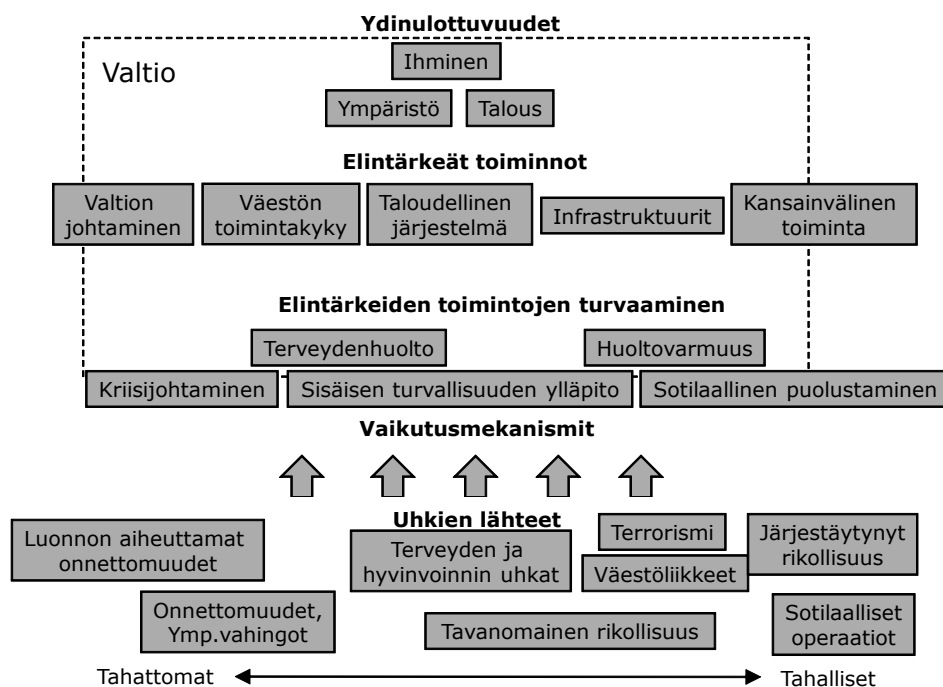 Ydinulottuvuudet
Valtio
Ihminen
Ympäristö
Talous
Elintärkeät toiminnot
Valtion
johtaminen
Väestön
toimintakyky
Taloudellinen
järjestelmä
Infrastruktuurit
Kansainvälinen
toiminta
Elintärkeiden toimintojen turvaaminen
Terveydenhuolto
Huoltovarmuus
Kriisijohtaminen
Sisäisen turvallisuuden ylläpito
Sotilaallinen puolustaminen
Vaikutusmekanismit
Uhkien lähteet
Luonnon aiheuttamat
onnettomuudet
Terveyden ja
hyvinvoinnin uhkat
Terrorismi
Väestöliikkeet
Järjestäytynyt
rikollisuus
Onnettomuudet,
Ymp.vahingot
Tavanomainen rikollisuus
Sotilaalliset
operaatiot
Tahattomat
Tahalliset